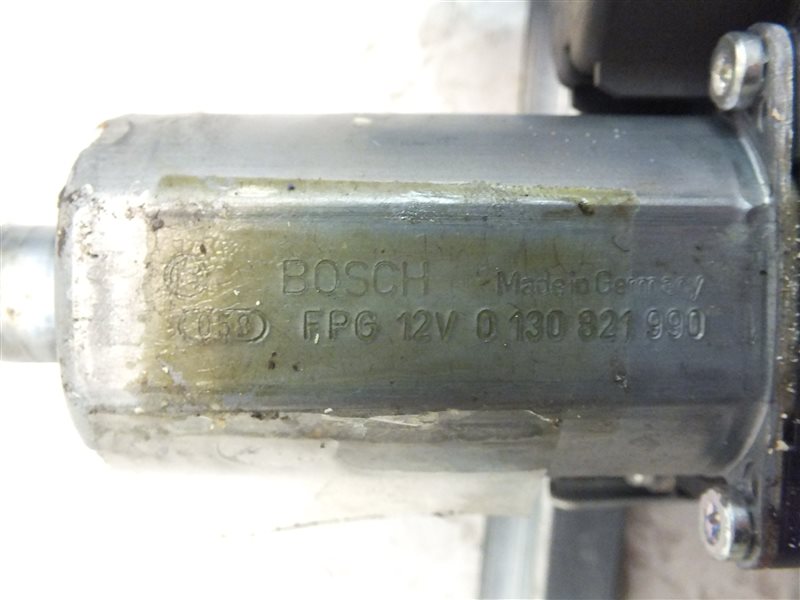 BOSCH Made in Germany
FPG 12V 0 130 821 990